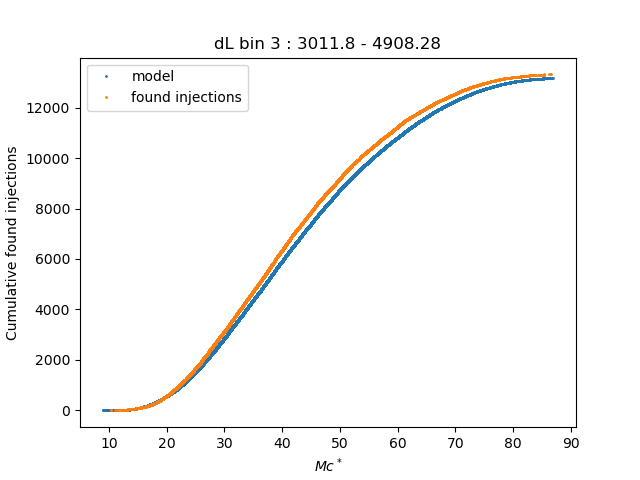 dL bin 3 : 3011.8 - 4908.28
model
found injections
Cumulative found injections
12000
10000
8000
6000
4000
2000
0
10 20 30 40 50 60 70 80 90
Mc*